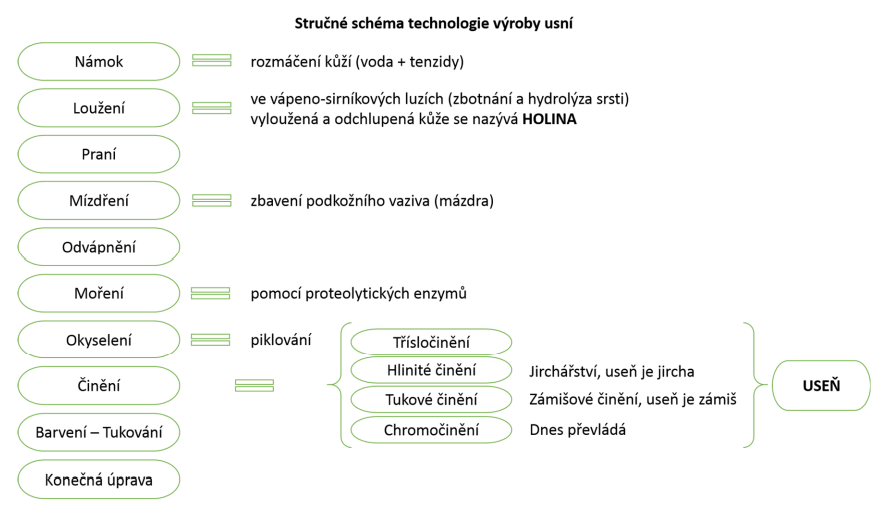 Stručné schéma technologie výroby usní
Námok
rozmáčení kůží (voda + tenzidy)
Loužení
ve vápeno-sirníkových luzích (zbotnání a hydrolýza srsti)
vyloužená a odchlupená kůže se nazývá HOLINA
Praní
Mízdření
zbavení podkožního vaziva (mázdra)
Odvápnění
Moření
pomocí proteolytických enzymů
Okyselení
piklování
Činění
Třísločinění
Hlinité činění
Jirchářství, useň je jircha
Tukové činění
Zámišové činění, useň je zámiš
Chromočinění
Dnes převládá
USEŇ
Barvení – Tukování
Konečná úprava